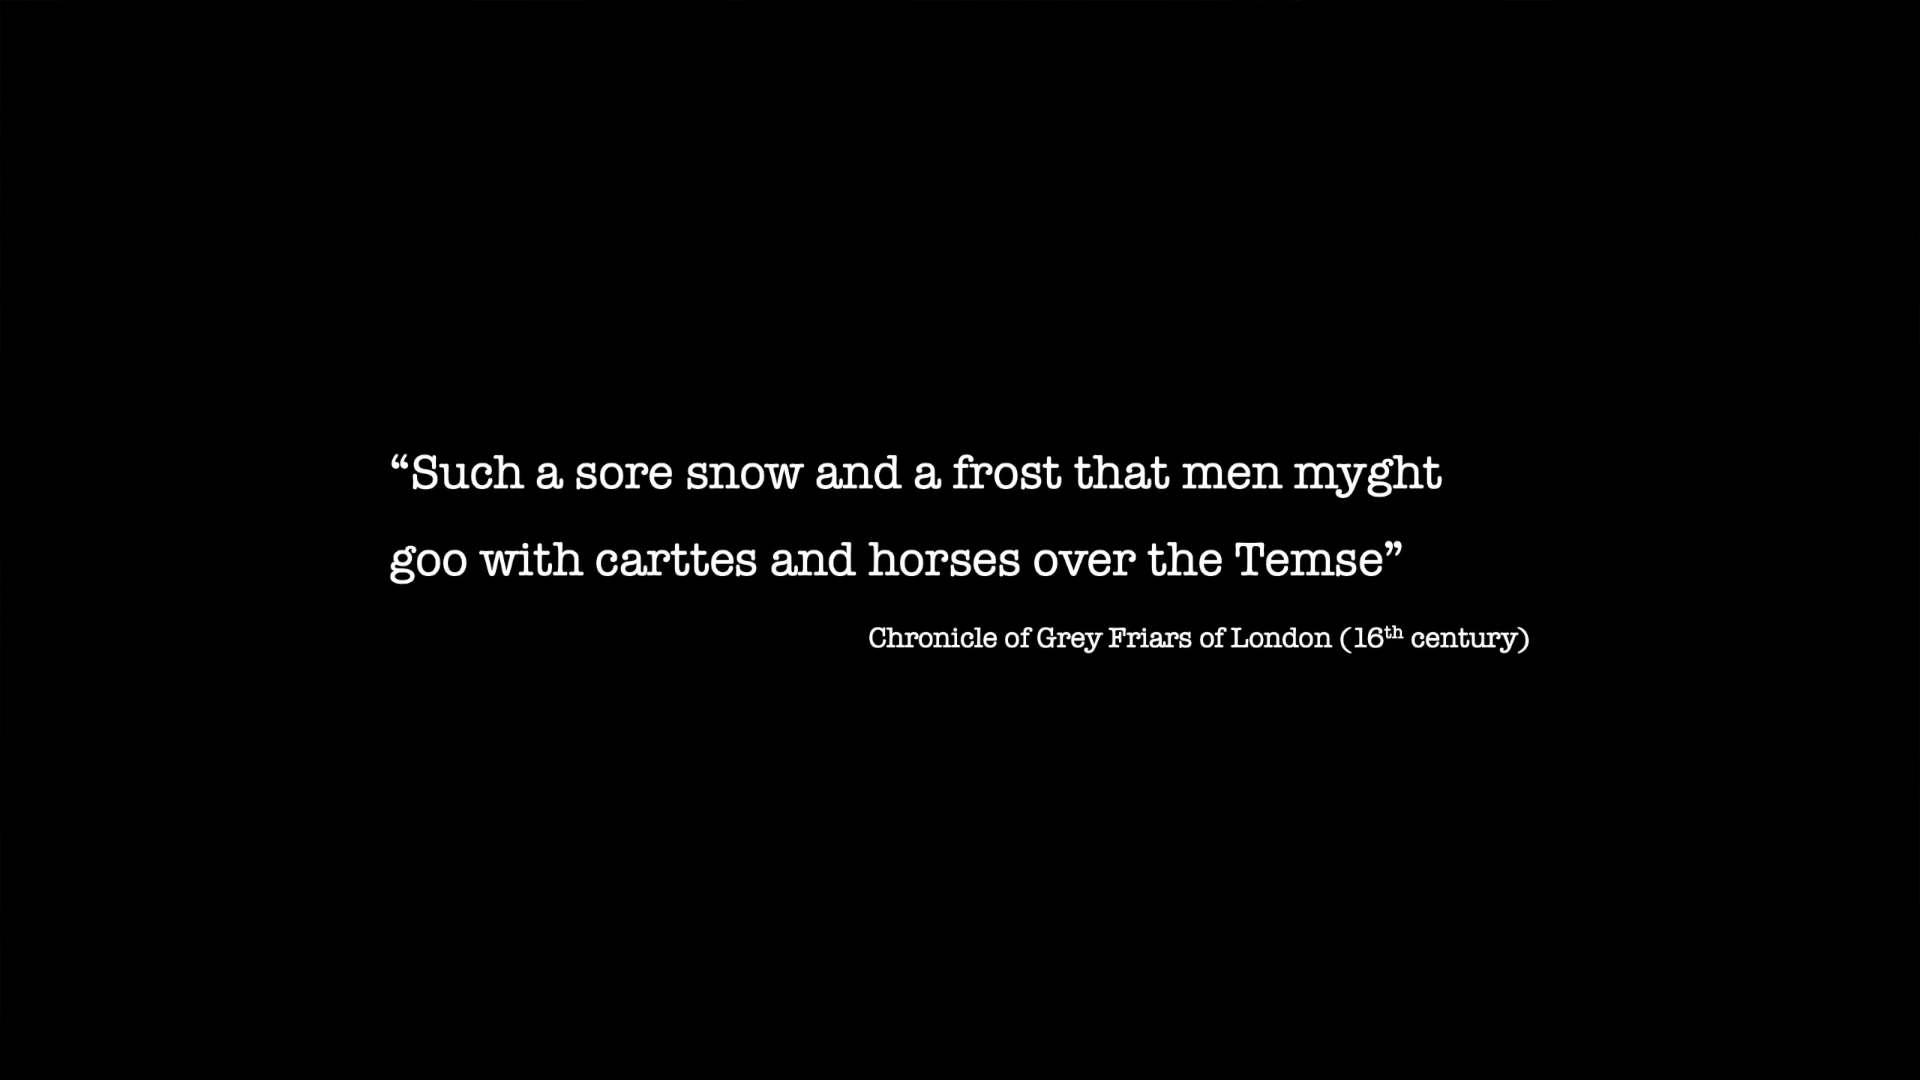 “Such a sore snow and a frost that men myght
goo with carttes and horses over the Temse”
Chronicle of Grey Friars of London (16th century)